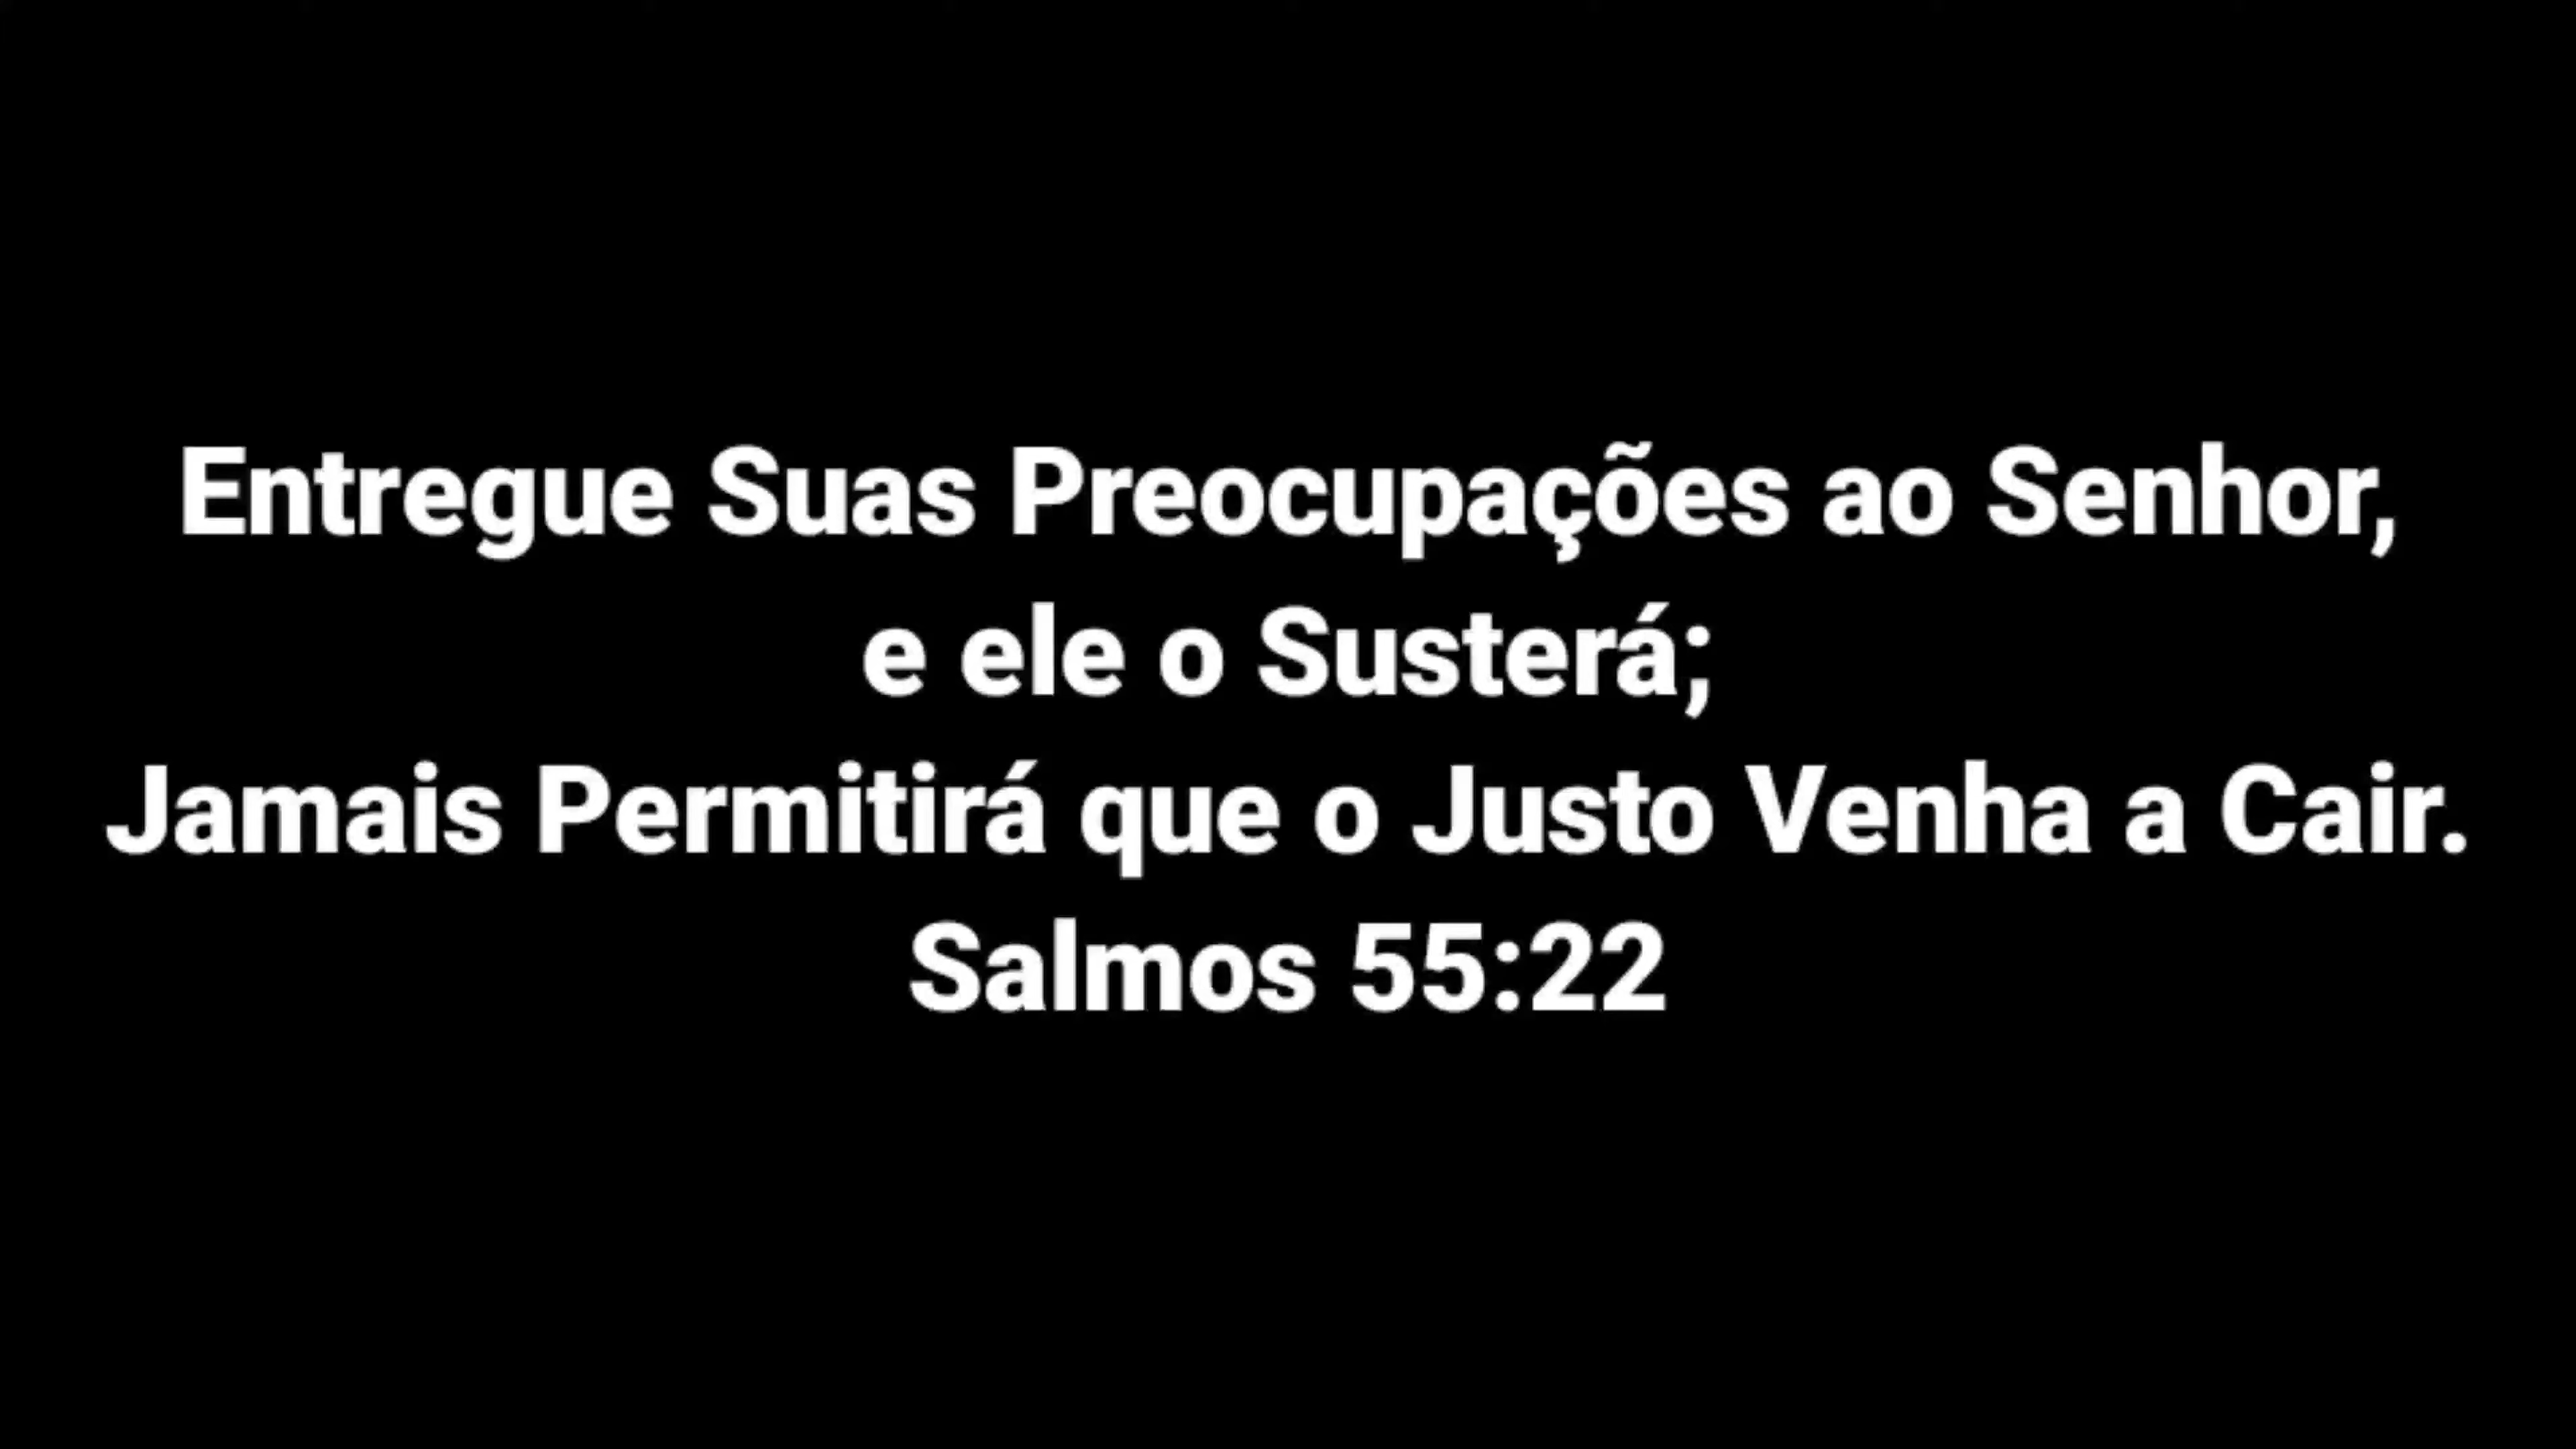 Entregue Suas Preocupações ao Senhor,
e ele o Susterá;
Jamais Permitirá que o Justo Venha a Cair.
Salmos 55:22